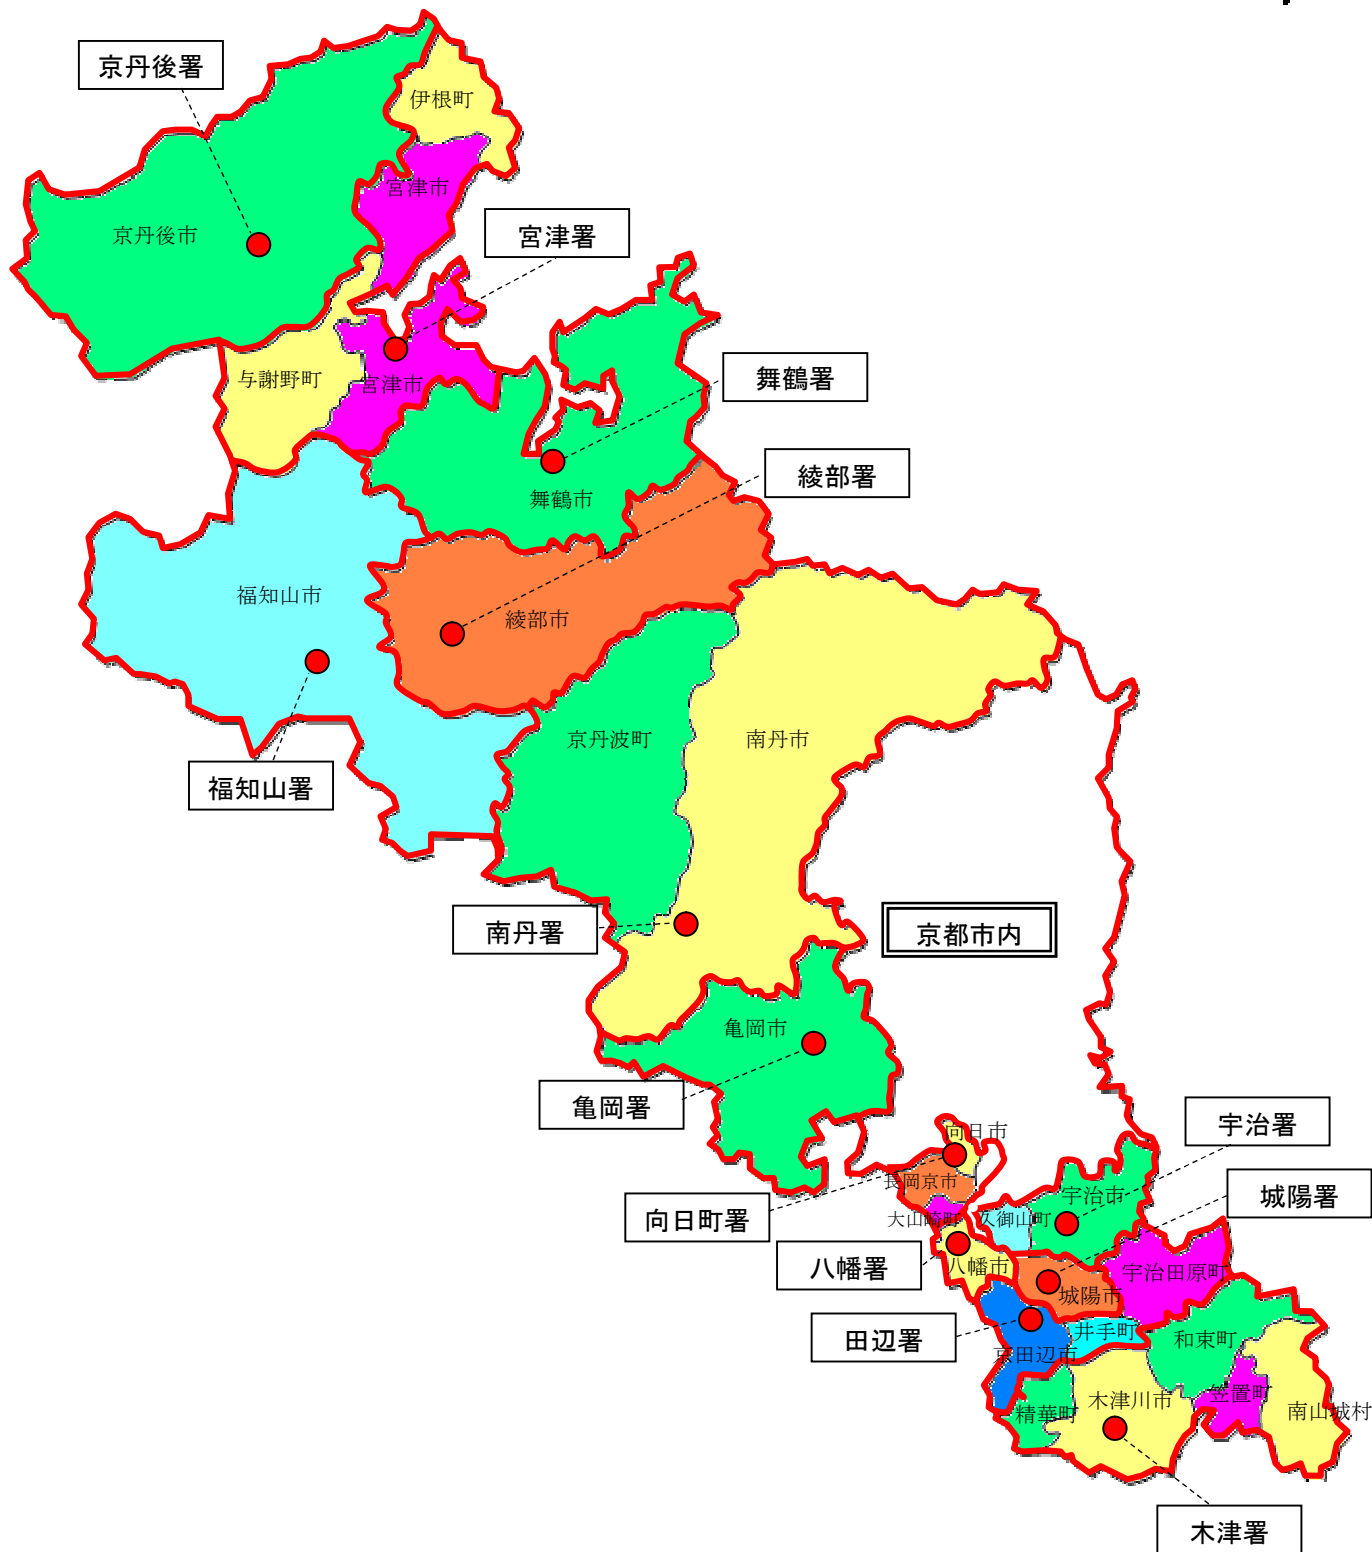 京丹後署
伊根町
宮津市
京丹後市
宮津署
舞鶴署
与謝野町
宮津市
綾部署
舞鶴市
福知山市
綾部市
京丹波町
南丹市
福知山署
南丹署
京都市内
亀岡市
亀岡署
宇治署
向日市
長岡京市
宇治市
城陽署
向日町署
大山崎町
久御山町
八幡署
八幡市
宇治田原町
城陽市
田辺署
井手町
和束町
京田辺市
笠置町
木津川市
南山城村
精華町
木津署